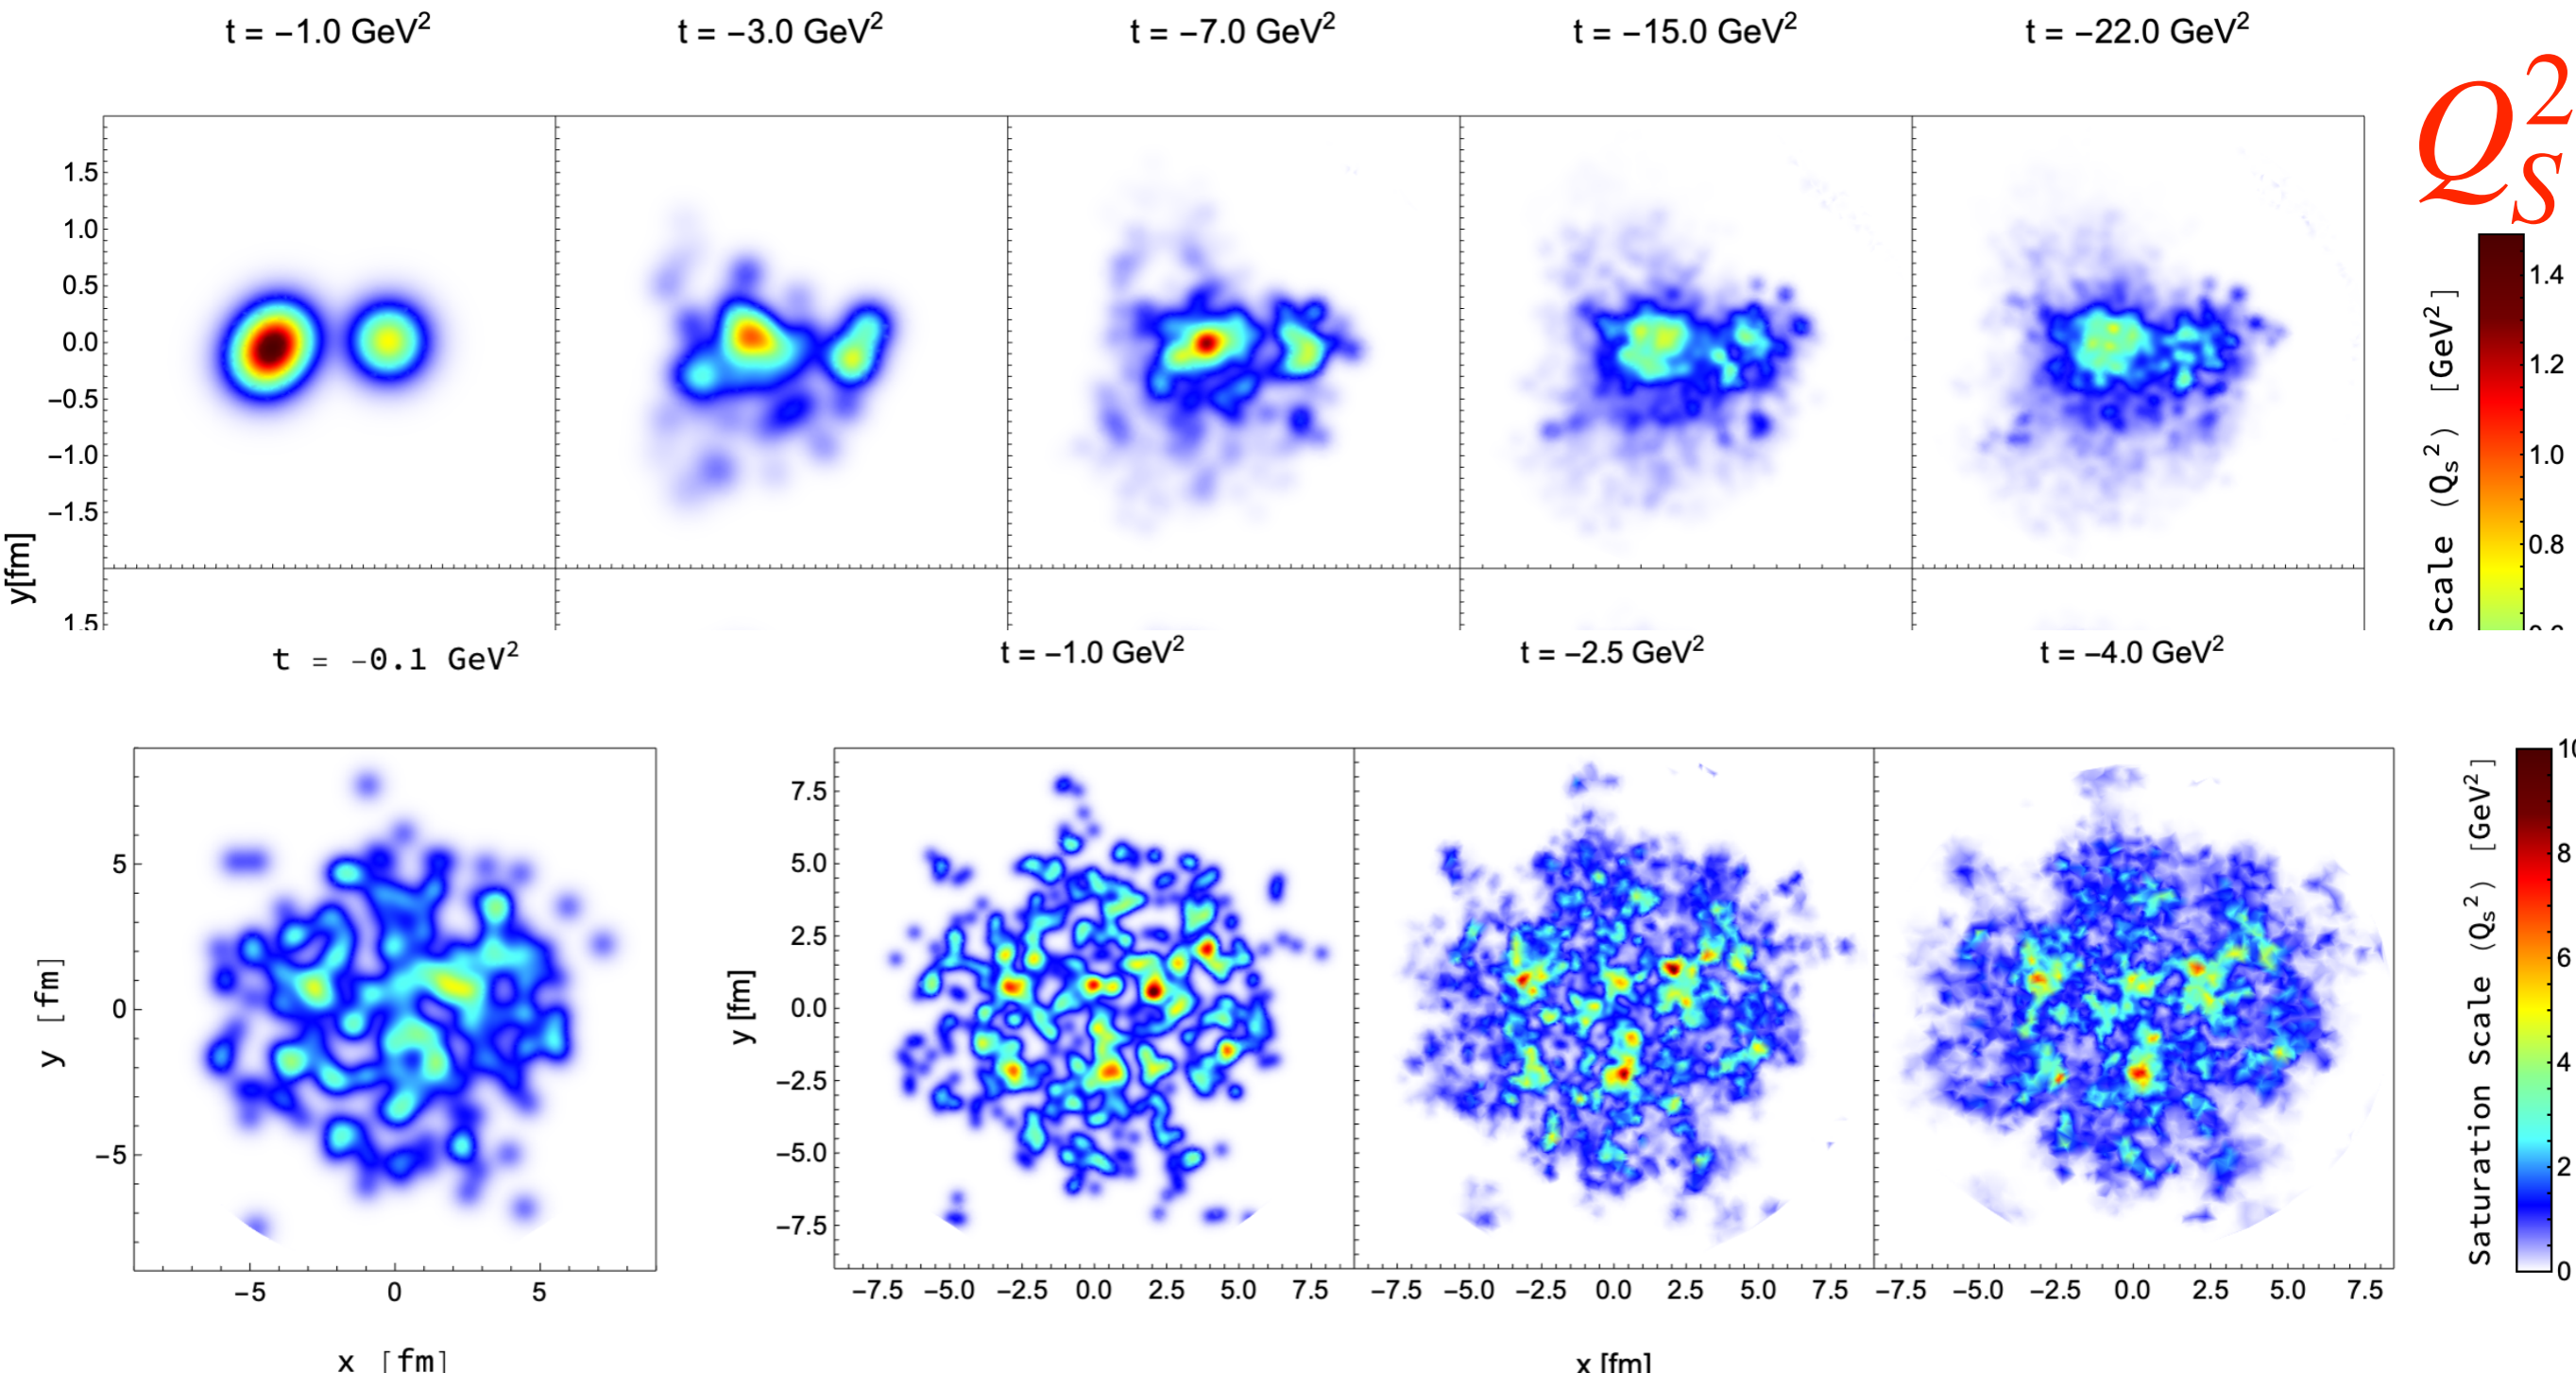 t = −1.0 GeV²
t = −3.0 GeV²
t = −7.0 GeV²
t = −15.0 GeV²
t = −22.0 GeV²
Q_S^2
1.5
1.0
0.5
0.0
−0.5
−1.0
−1.5
1.5
y[fm]
Scale (Qₛ²) [GeV²]
1.4
1.2
1.0
0.8
t = −0.1 GeV²
t = −1.0 GeV²
t = −2.5 GeV²
t = −4.0 GeV²
y [fm]
5
0
−5
−5 0 5
x [fm]
y [fm]
7.5
5.0
2.5
0.0
−2.5
−5.0
−7.5
−7.5 −5.0 −2.5 0.0 2.5 5.0 7.5
−7.5 −5.0 −2.5 0.0 2.5 5.0 7.5
−7.5 −5.0 −2.5 0.0 2.5 5.0 7.5
x [fm]
Saturation Scale (Qₛ²) [GeV²]
10
8
6
4
2
0